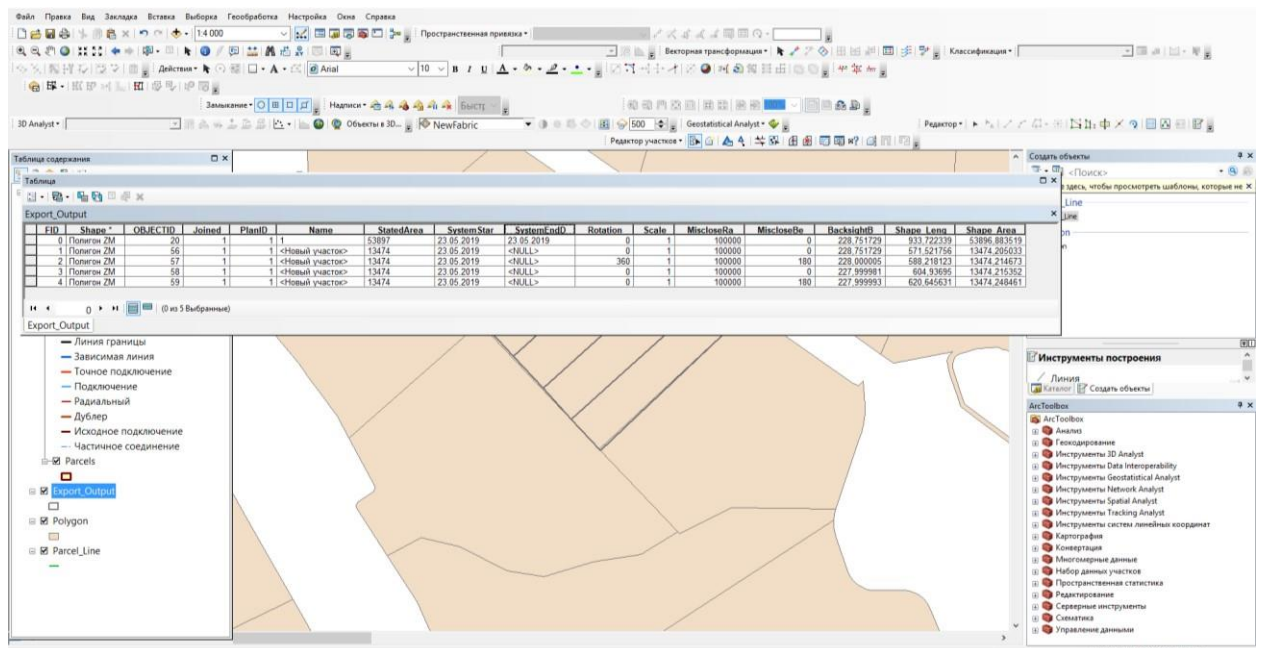 Файл Правка Вид Закладка Вставка Выборка Геообработка Настройка Окна Справка
1:4 000 Пространственная привязка
Векторная трансформация Классификация
Действия A Arial 10 B I U A
Замыкание Надписи Быстр
100%
3D Analyst Объекты в 3D... NewFabric 500 Geostatistical Analyst Редактор
Редактор участков
Таблица содержания
Создать объекты
Таблица
<Поиск>
здесь, чтобы просмотреть шаблоны, которые не
Export_Output
_Line
FID Shape * OBJECTID Joined PlanID Name StatedArea SystemStar SystemEndD Rotation Scale MiscloseRa MiscloseBe BacksightB Shape_Leng Shape_Area
0 Полигон ZM 20 1 1 1 53897 23.05.2019 23.05.2019 0 1 100000 0 228,751729 933,722339 53896,883519
1 Полигон ZM 56 1 1 <Новый участок> 13474 23.05.2019 <NULL> 0 1 100000 0 228,751729 571,521756 13474,205033
2 Полигон ZM 57 1 1 <Новый участок> 13474 23.05.2019 <NULL> 360 1 100000 180 228,000005 588,218123 13474,214673
3 Полигон ZM 58 1 1 <Новый участок> 13474 23.05.2019 <NULL> 0 1 100000 0 227,999981 604,93695 13474,215352
4 Полигон ZM 59 1 1 <Новый участок> 13474 23.05.2019 <NULL> 0 1 100000 180 227,999993 620,645631 13474,248461
0 (0 из 5 Выбранные)
Export_Output
Линия границы
Зависимая линия
Точное подключение
Подключение
Радиальный
Дублер
Исходное подключение
Частичное соединение
Parcels
Export_Output
Polygon
Parcel_Line
Инструменты построения
Линия
Каталог Создать объекты
ArcToolbox
ArcToolbox
Анализ
Геокодирование
Инструменты 3D Analyst
Инструменты Data Interoperability
Инструменты Geostatistical Analyst
Инструменты Network Analyst
Инструменты Spatial Analyst
Инструменты Tracking Analyst
Инструменты систем линейных координат
Картография
Конвертация
Многомерные данные
Набор данных участков
Пространственная статистика
Редактирование
Серверные инструменты
Схематика
Управление данными